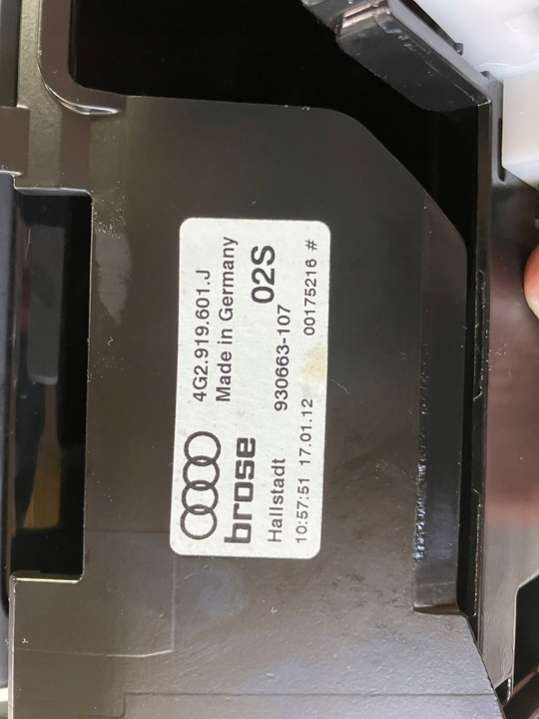 4G2.919.601.J
brose Made in Germany
Hallstadt 930663-107 02S
10:57:51 17.01.12 00175216 #